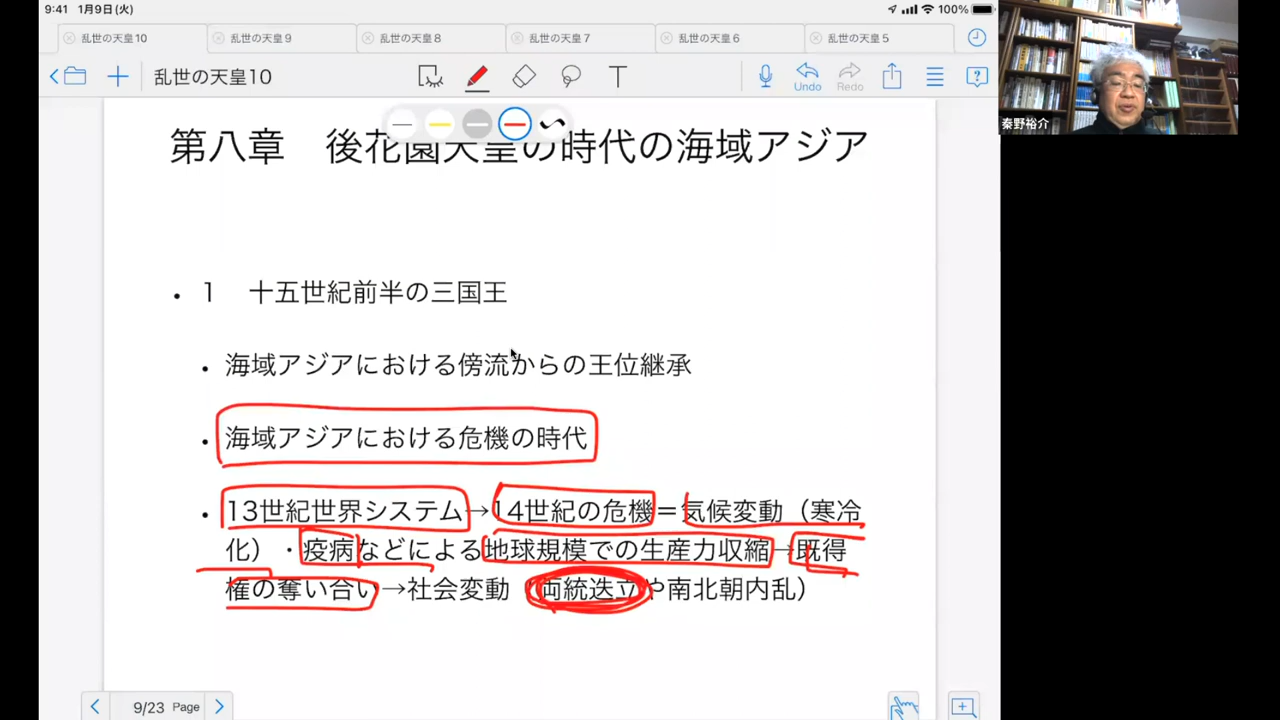 9:41 1月9日(火)
100%
乱世の天皇10
乱世の天皇9
乱世の天皇8
乱世の天皇7
乱世の天皇6
乱世の天皇5
乱世の天皇10
T
Undo
Redo
秦野裕介
第八章 後花園天皇の時代の海域アジア
・ 1 十五世紀前半の三国王
・ 海域アジアにおける傍流からの王位継承
・ 海域アジアにおける危機の時代
・ 13世紀世界システム→14世紀の危機＝気候変動（寒冷
化）・疫病などによる地球規模での生産力収縮→既得
権の奪い合い→社会変動（両統迭立や南北朝内乱）
9/23 Page